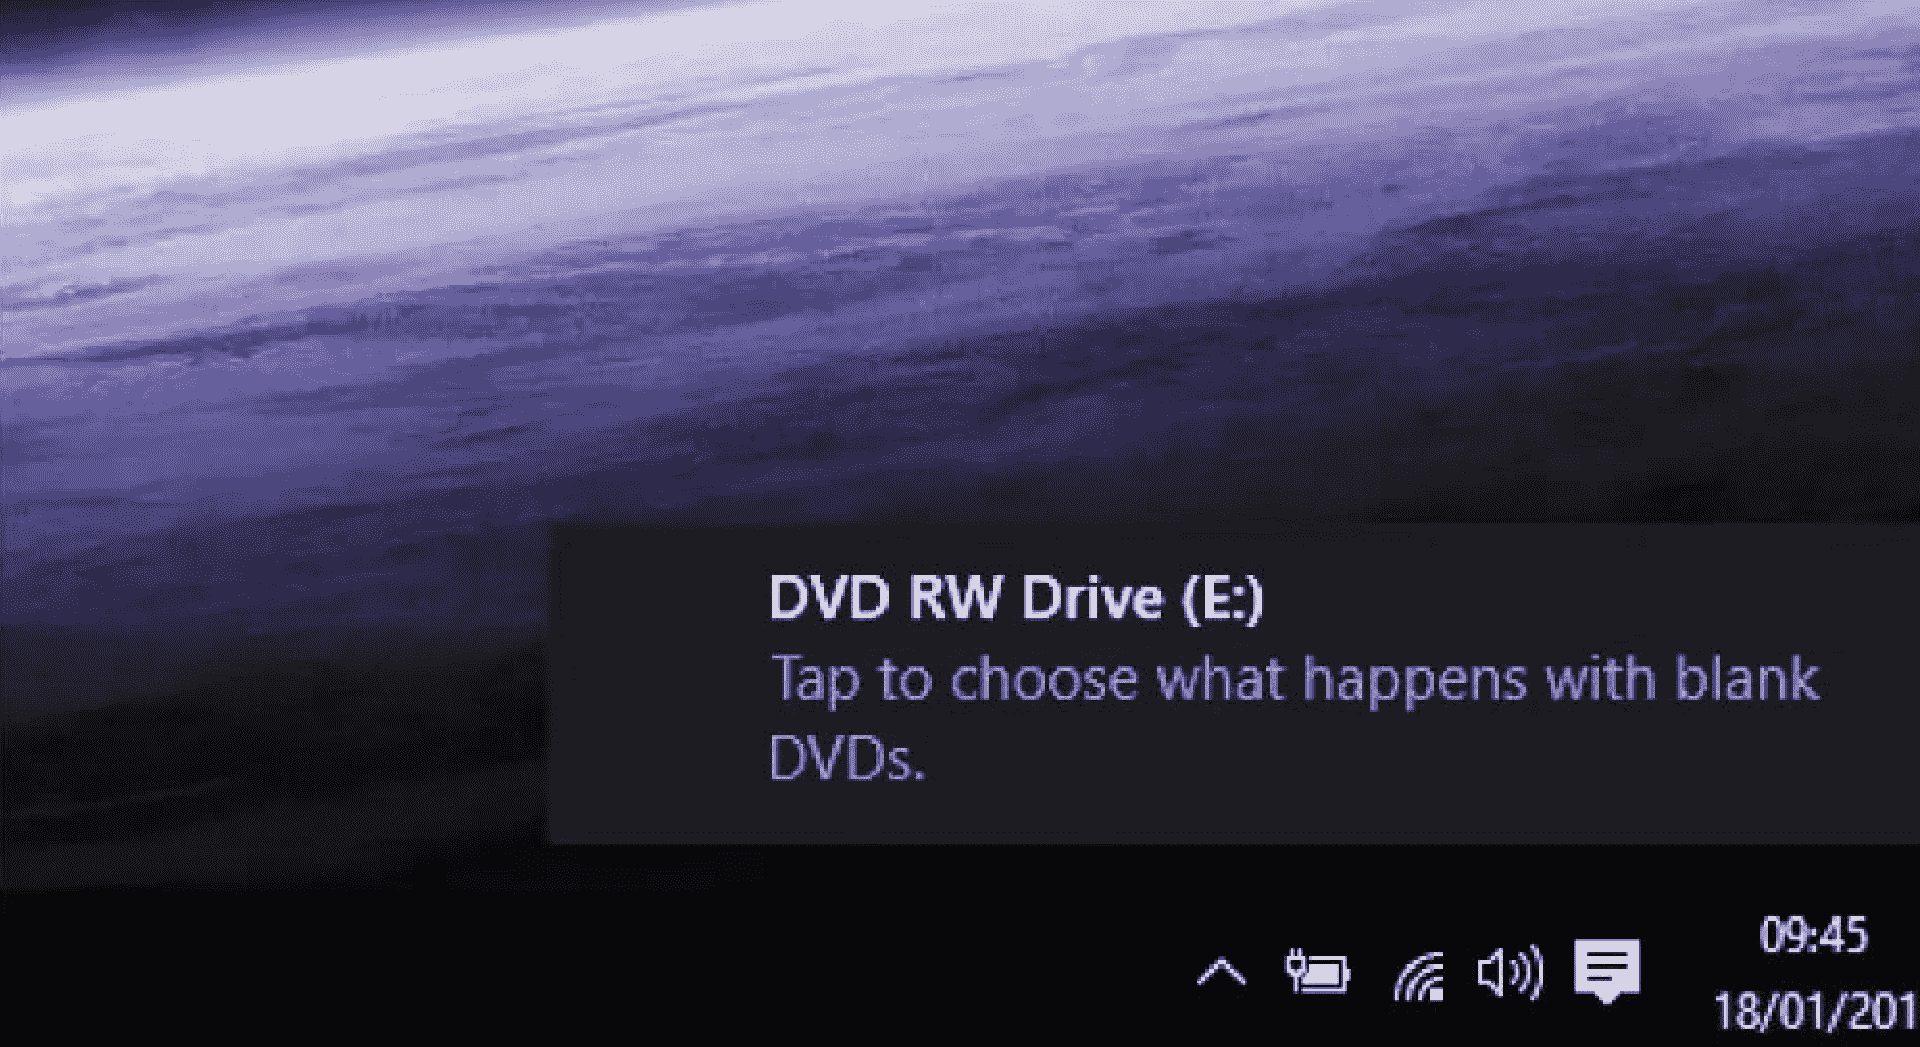 DVD RW Drive (E:)
Tap to choose what happens with blank
DVDs.
09:45
18/01/201